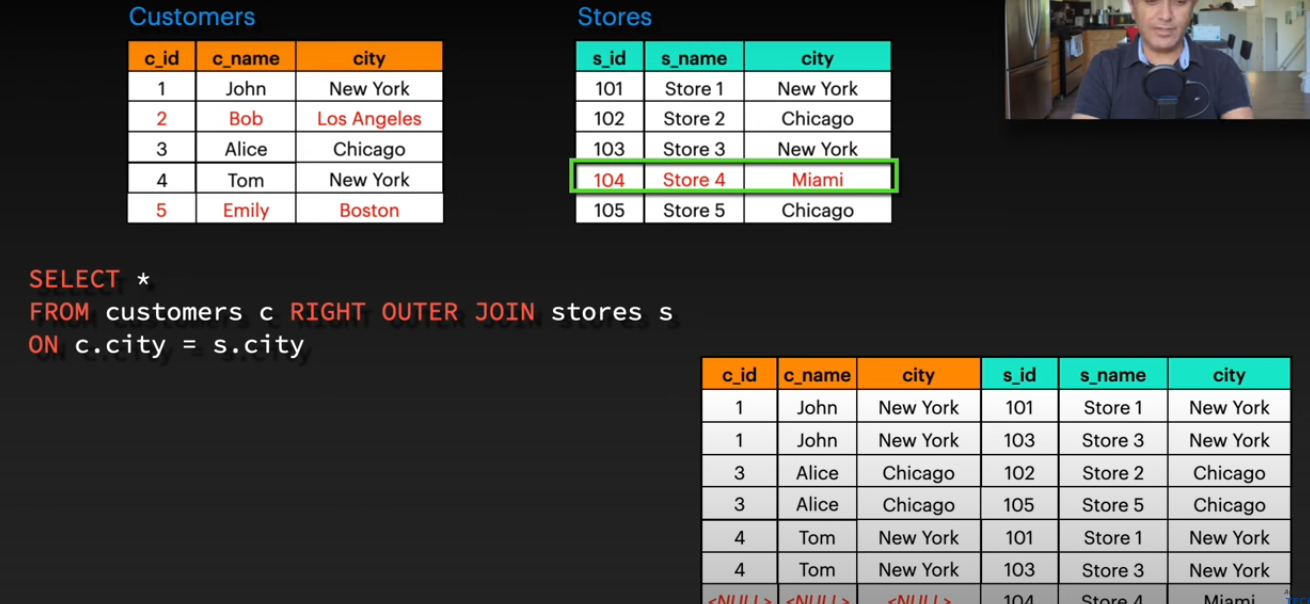 Customers
c_id c_name city
1 John New York
2 Bob Los Angeles
3 Alice Chicago
4 Tom New York
5 Emily Boston
Stores
s_id s_name city
101 Store 1 New York
102 Store 2 Chicago
103 Store 3 New York
104 Store 4 Miami
105 Store 5 Chicago
SELECT *
FROM customers c RIGHT OUTER JOIN stores s
ON c.city = s.city
c_id c_name city s_id s_name city
1 John New York 101 Store 1 New York
1 John New York 103 Store 3 New York
3 Alice Chicago 102 Store 2 Chicago
3 Alice Chicago 105 Store 5 Chicago
4 Tom New York 101 Store 1 New York
4 Tom New York 103 Store 3 New York
<NULL> <NULL> <NULL> 104 Store 4 Miami